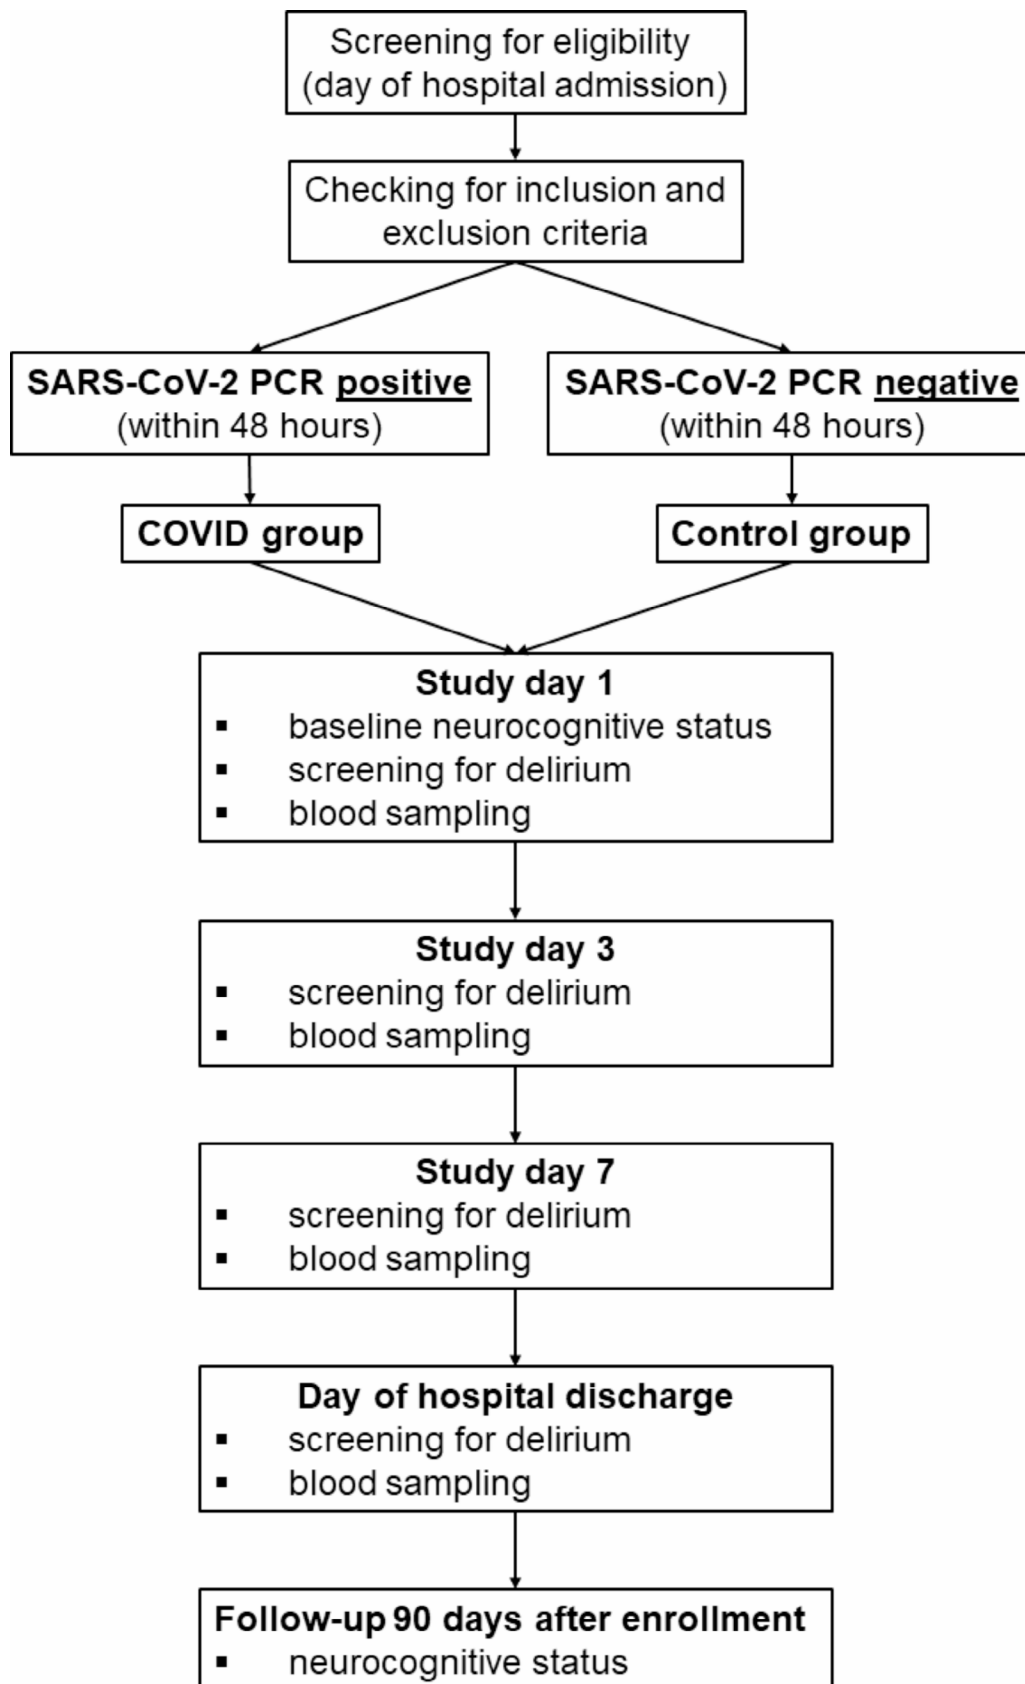 Screening for eligibility
(day of hospital admission)
Checking for inclusion and
exclusion criteria
SARS-CoV-2 PCR positive
(within 48 hours)
SARS-CoV-2 PCR negative
(within 48 hours)
COVID group
Control group
Study day 1
▪ baseline neurocognitive status
▪ screening for delirium
▪ blood sampling
Study day 3
▪ screening for delirium
▪ blood sampling
Study day 7
▪ screening for delirium
▪ blood sampling
Day of hospital discharge
▪ screening for delirium
▪ blood sampling
Follow-up 90 days after enrollment
▪ neurocognitive status